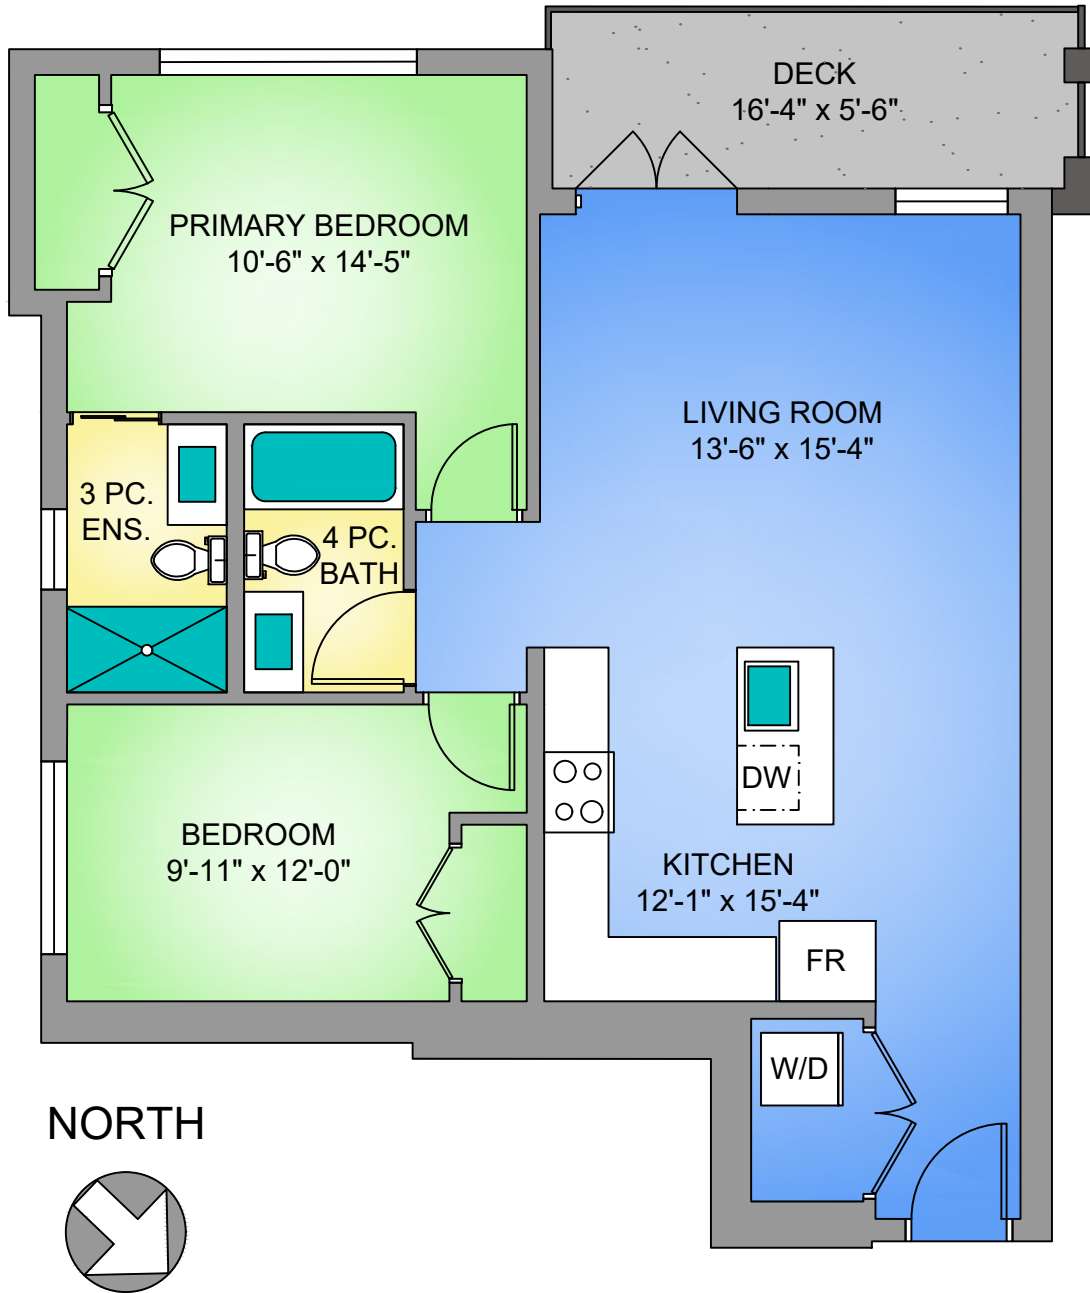 DECK
16'-4" x 5'-6"
PRIMARY BEDROOM
10'-6" x 14'-5"
LIVING ROOM
13'-6" x 15'-4"
3 PC.
ENS.
4 PC.
BATH
DW
BEDROOM
9'-11" x 12'-0"
KITCHEN
12'-1" x 15'-4"
FR
W/D
NORTH